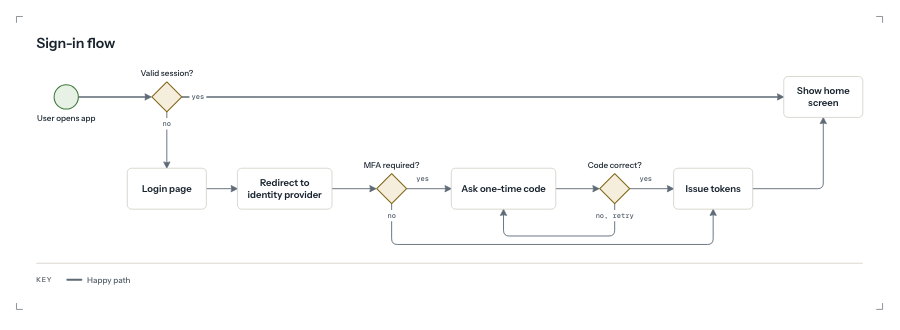 Sign-in flow
Valid session?
yes
Show home
screen
User opens app
no
MFA required?
Code correct?
yes
yes
Login page
Redirect to
identity provider
Ask one-time code
Issue tokens
no
no, retry
KEY
Happy path